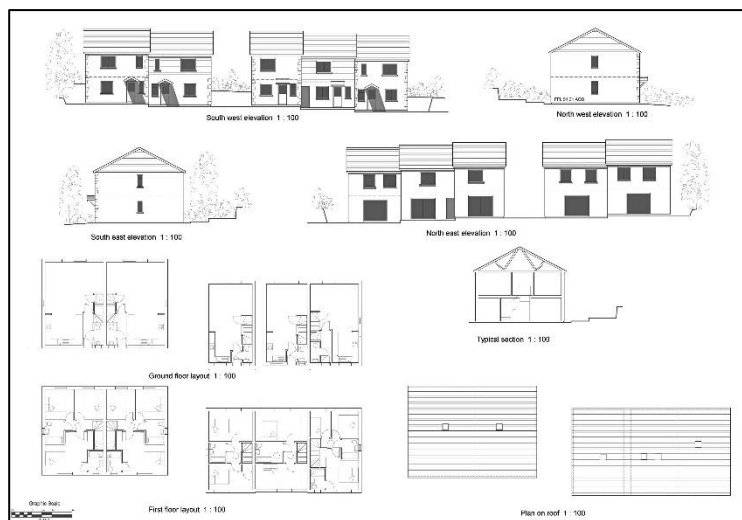 South west elevation 1 : 100
North west elevation 1 : 100
South east elevation 1 : 100
North east elevation 1 : 100
Typical section 1 : 100
Ground floor layout 1 : 100
First floor layout 1 : 100
Plan on roof 1 : 100
Graphic Scale